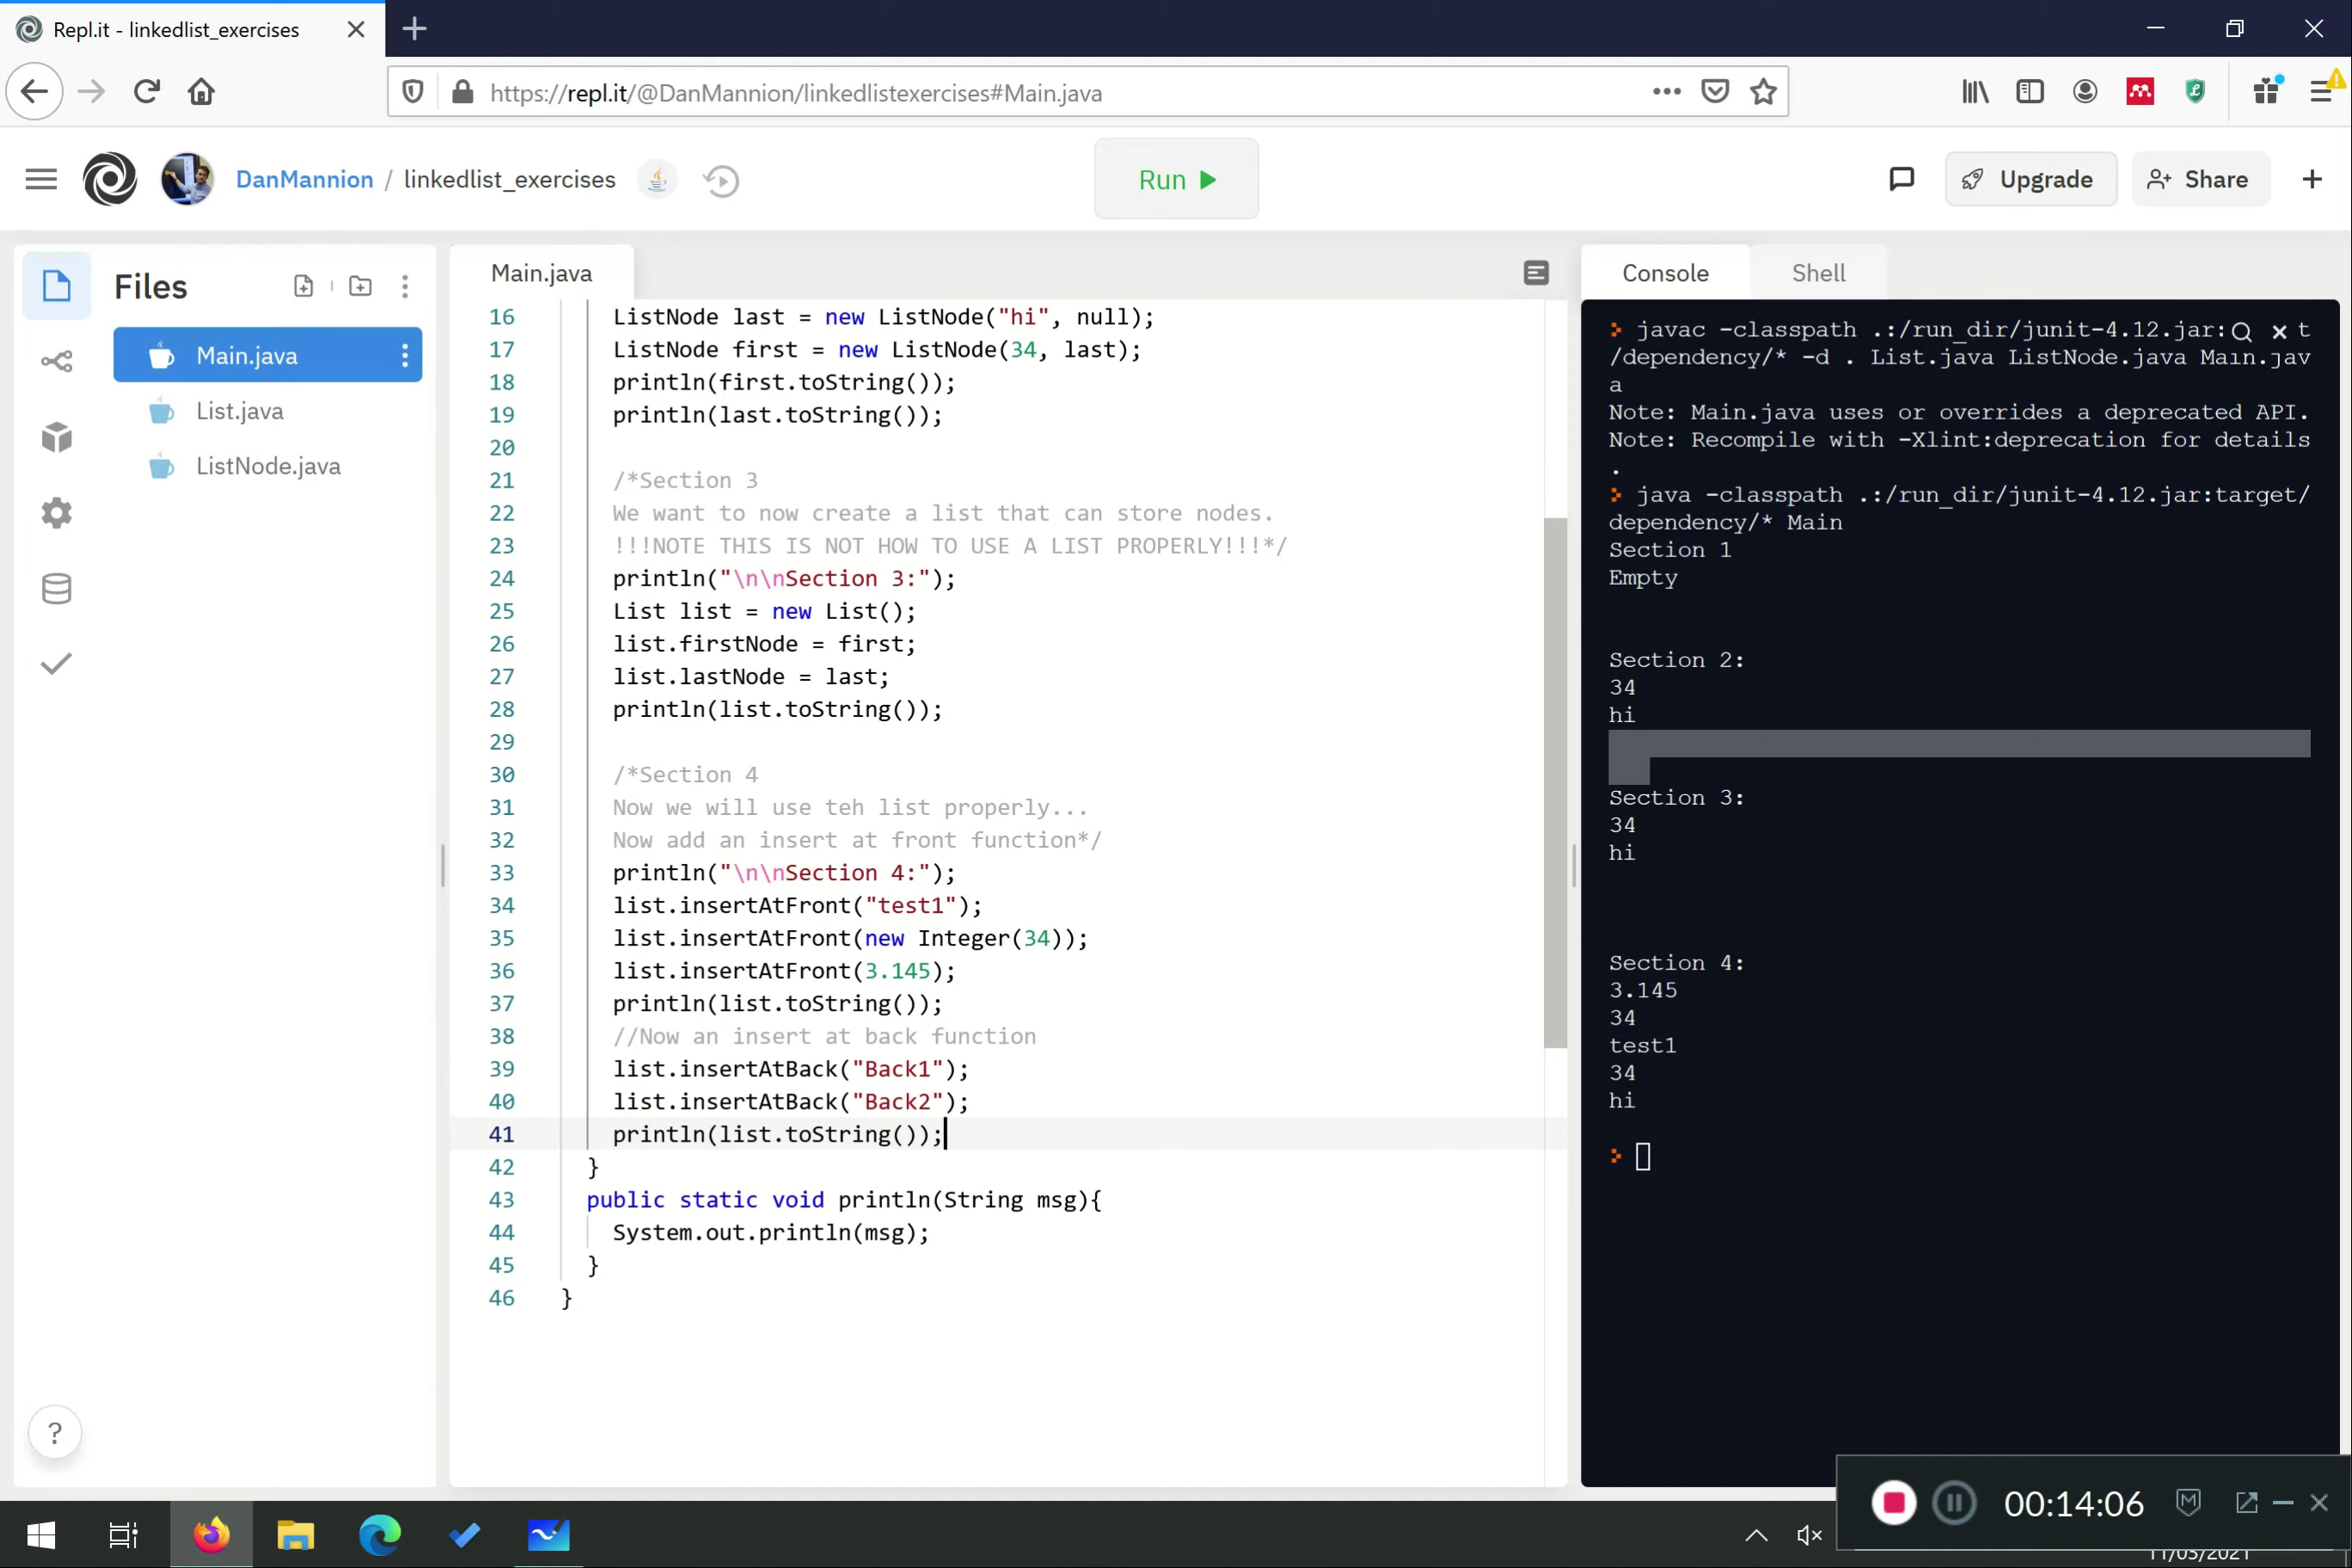 Repl.it - linkedlist_exercises
https://repl.it/@DanMannion/linkedlistexercises#Main.java
DanMannion / linkedlist_exercises
Run
Upgrade
Share
Files
Main.java
List.java
ListNode.java
Main.java
16 ListNode last = new ListNode("hi", null);
17 ListNode first = new ListNode(34, last);
18 println(first.toString());
19 println(last.toString());
20
21 /*Section 3
22 We want to now create a list that can store nodes.
23 !!!NOTE THIS IS NOT HOW TO USE A LIST PROPERLY!!!*/
24 println("\n\nSection 3:");
25 List list = new List();
26 list.firstNode = first;
27 list.lastNode = last;
28 println(list.toString());
29
30 /*Section 4
31 Now we will use teh list properly...
32 Now add an insert at front function*/
33 println("\n\nSection 4:");
34 list.insertAtFront("test1");
35 list.insertAtFront(new Integer(34));
36 list.insertAtFront(3.145);
37 println(list.toString());
38 //Now an insert at back function
39 list.insertAtBack("Back1");
40 list.insertAtBack("Back2");
41 println(list.toString());
42 }
43 public static void println(String msg){
44 System.out.println(msg);
45 }
46 }
Console
Shell
javac -classpath .:/run_dir/junit-4.12.jar: t
/dependency/* -d . List.java ListNode.java Main.jav
a
Note: Main.java uses or overrides a deprecated API.
Note: Recompile with -Xlint:deprecation for details
.
java -classpath .:/run_dir/junit-4.12.jar:target/
dependency/* Main
Section 1
Empty
Section 2:
34
hi
Section 3:
34
hi
Section 4:
3.145
34
test1
34
hi
?
00:14:06
11/03/2021